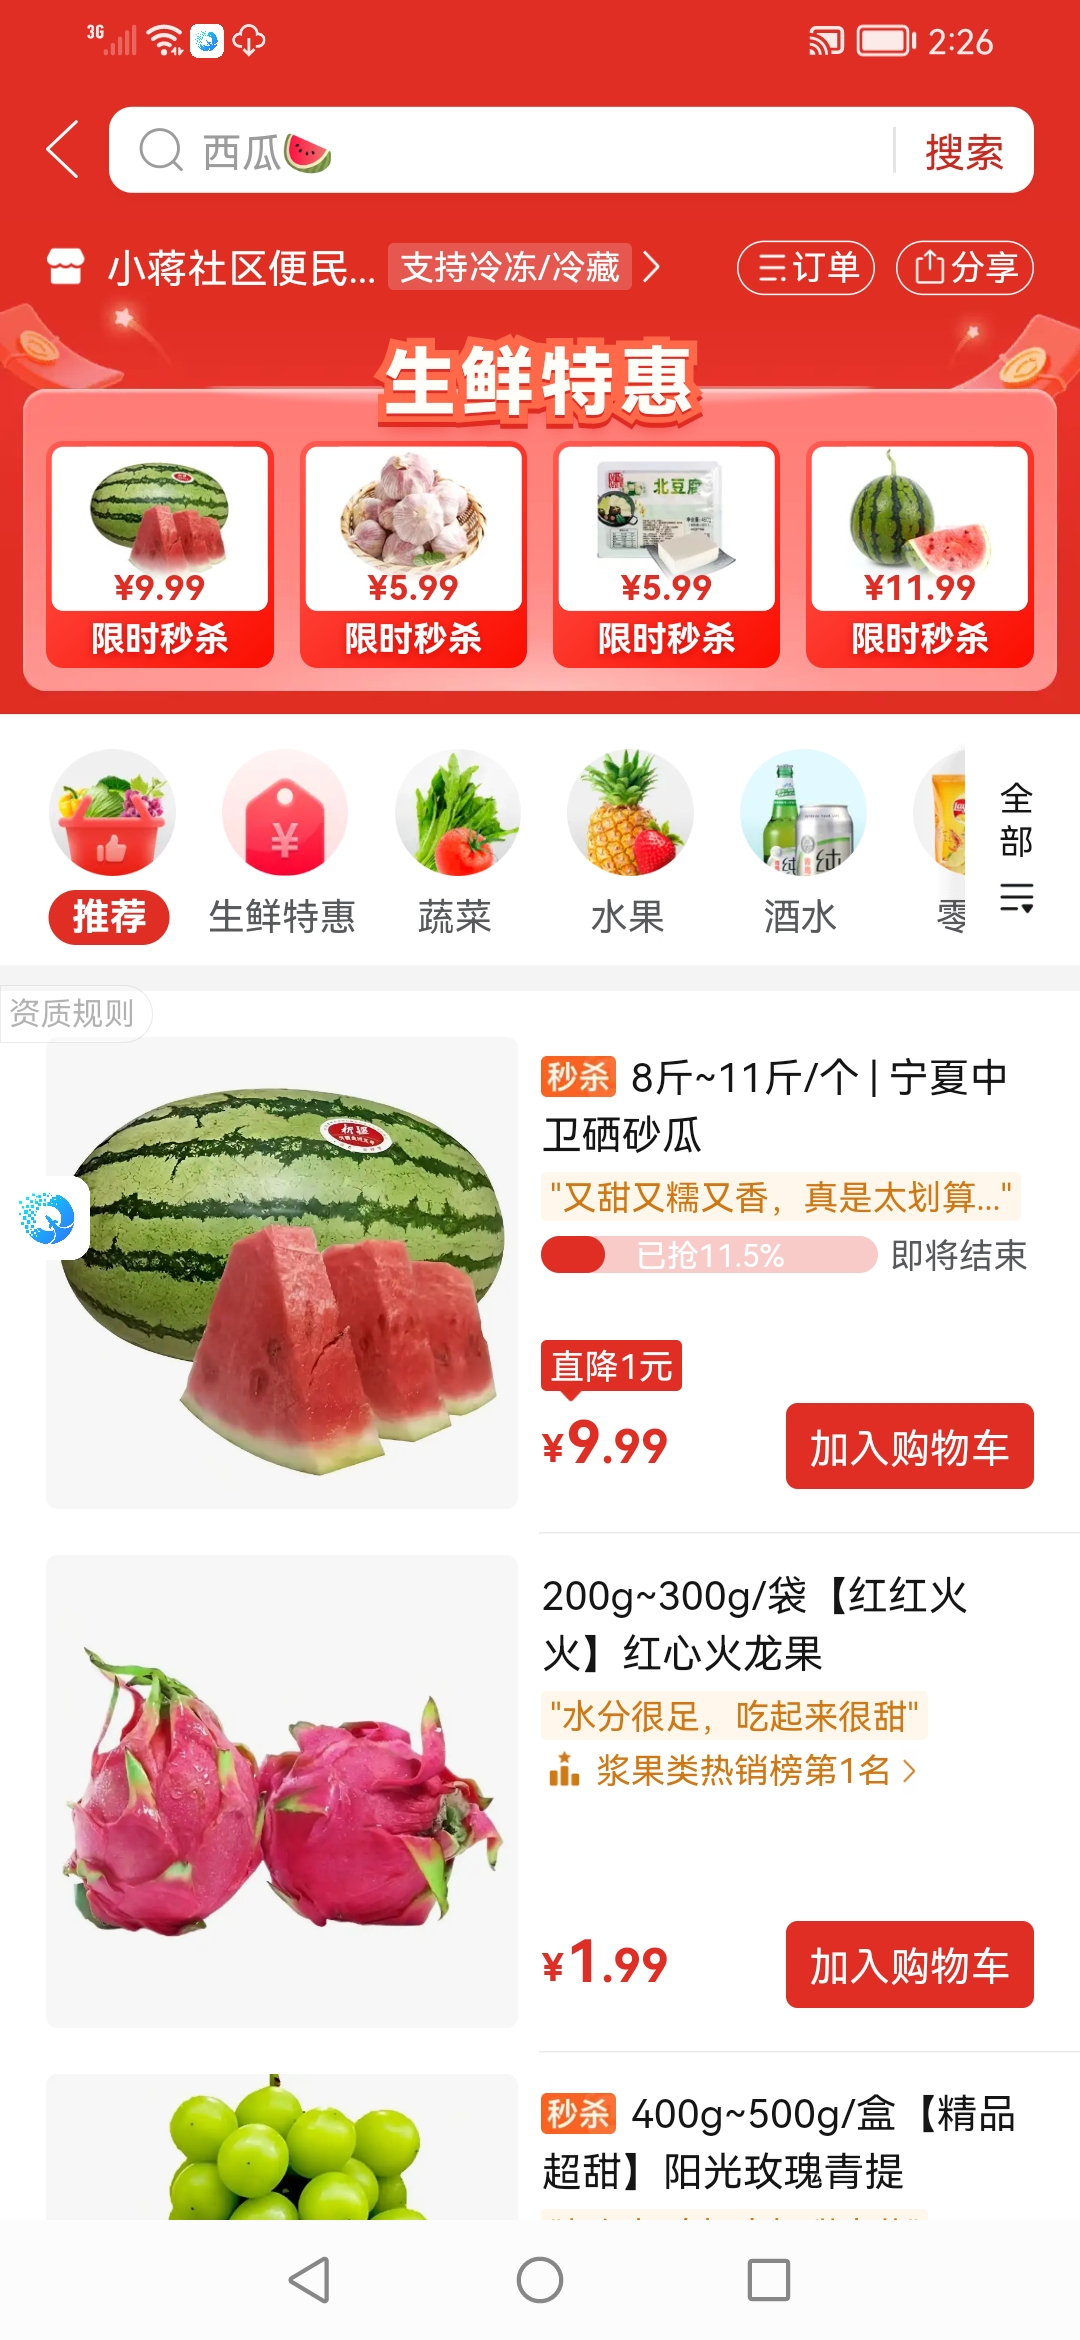 3G
2:26
西瓜🍉
搜索
小蒋社区便民... 支持冷冻/冷藏
订单
分享
生鲜特惠
北豆腐
¥9.99
¥5.99
¥5.99
¥11.99
限时秒杀
限时秒杀
限时秒杀
限时秒杀
推荐
生鲜特惠
蔬菜
水果
酒水
零
全部
资质规则
秒杀 8斤~11斤/个 | 宁夏中
卫硒砂瓜
"又甜又糯又香，真是太划算..."
已抢11.5%
即将结束
直降1元
¥9.99
加入购物车
200g~300g/袋【红红火
火】红心火龙果
"水分很足，吃起来很甜"
浆果类热销榜第1名
¥1.99
加入购物车
秒杀 400g~500g/盒【精品
超甜】阳光玫瑰青提